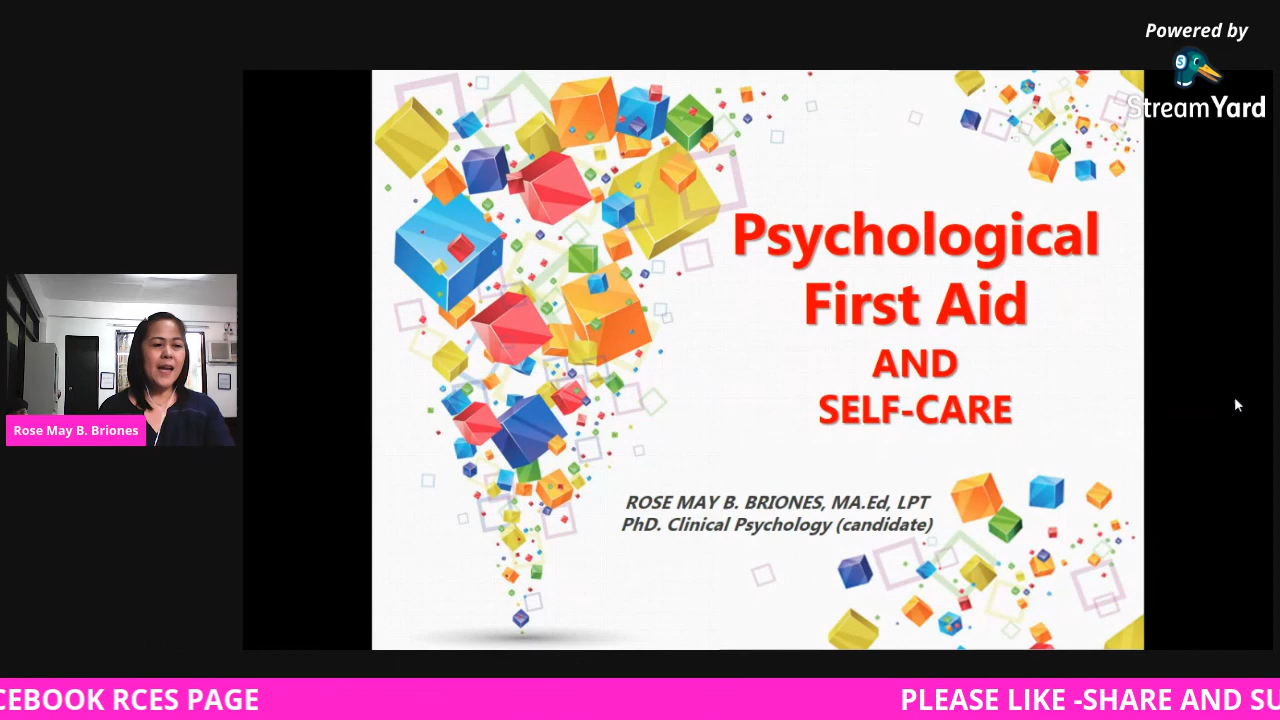 Powered by
StreamYard
Psychological
First Aid
AND
SELF-CARE
ROSE MAY B. BRIONES, MA.Ed, LPT
PhD. Clinical Psychology (candidate)
Rose May B. Briones
CEBOOK RCES PAGE
PLEASE LIKE -SHARE AND SU